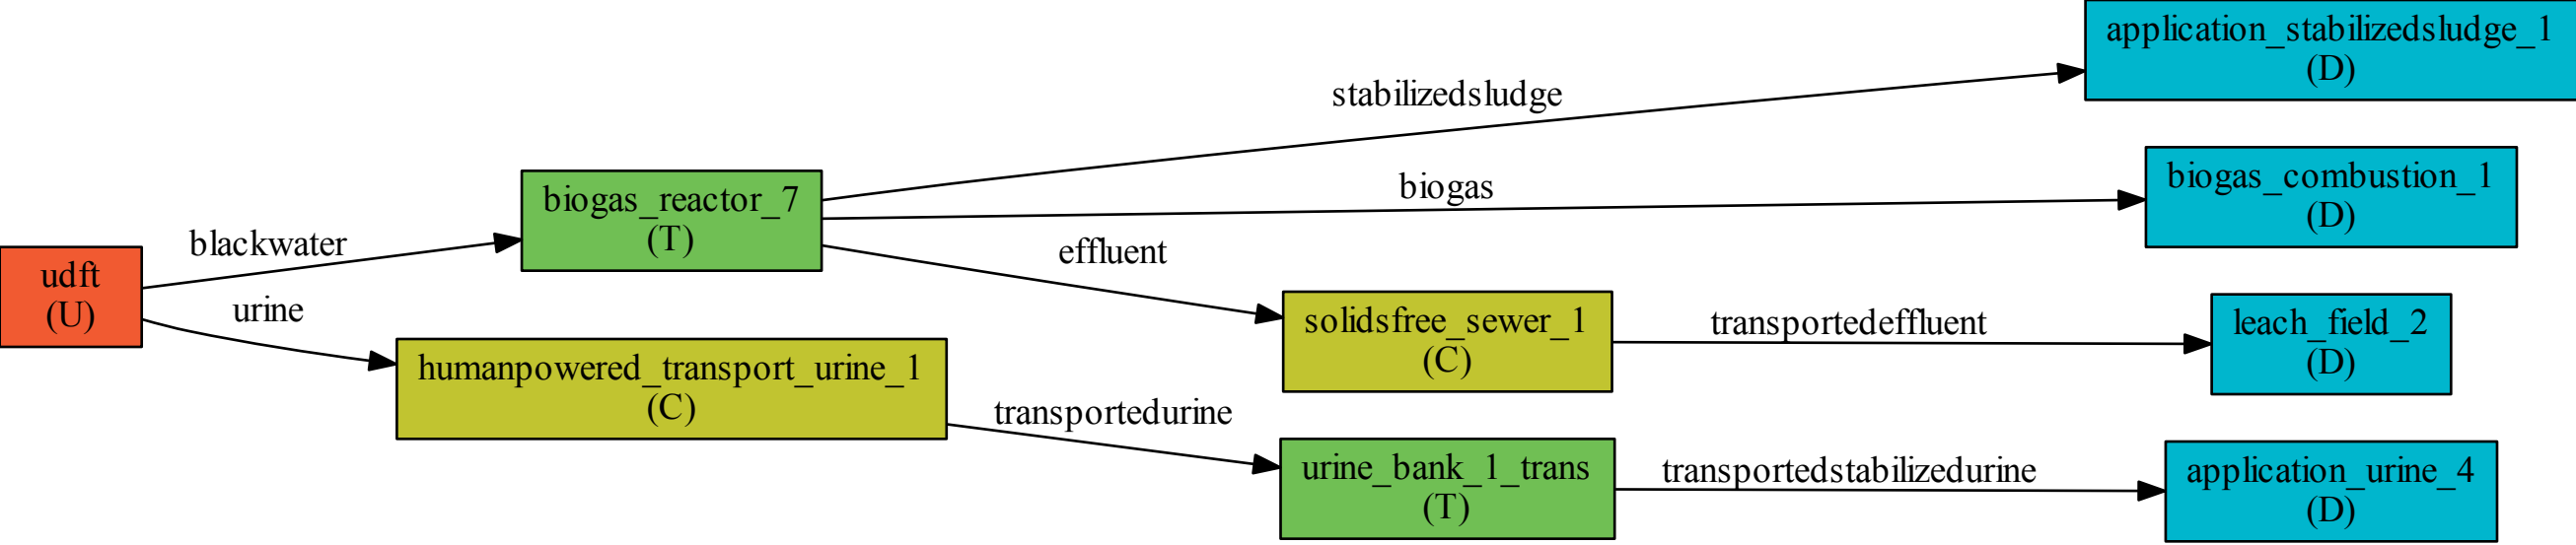 application_stabilizedsludge_1
(D)
stabilizedsludge
biogas_combustion_1
(D)
biogas
biogas_reactor_7
(T)
blackwater
effluent
udft
(U)
urine
solidsfree_sewer_1
(C)
transportedeffluent
leach_field_2
(D)
humanpowered_transport_urine_1
(C)
transportedurine
urine_bank_1_trans
(T)
transportedstabilizedurine
application_urine_4
(D)